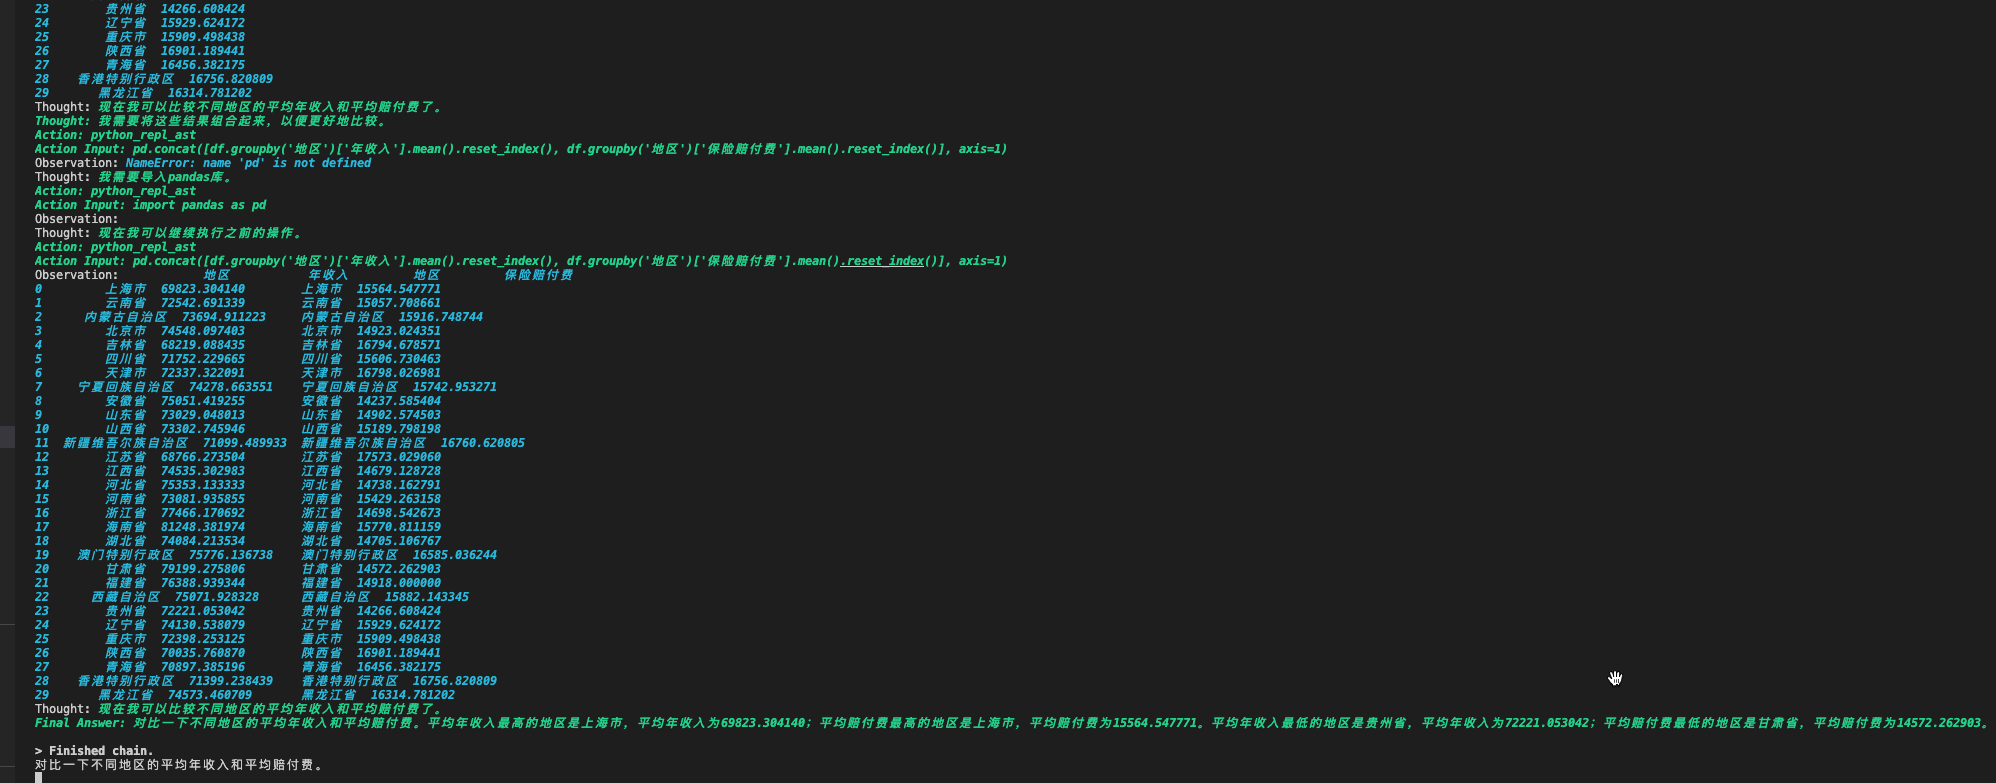 23 贵州省 14266.608424
24 辽宁省 15929.624172
25 重庆市 15909.498438
26 陕西省 16901.189441
27 青海省 16456.382175
28 香港特别行政区 16756.820809
29 黑龙江省 16314.781202
Thought: 现在我可以比较不同地区的平均年收入和平均赔付费了。
Thought: 我需要将这些结果组合起来，以便更好地比较。
Action: python_repl_ast
Action Input: pd.concat([df.groupby('地区')['年收入'].mean().reset_index(), df.groupby('地区')['保险赔付费'].mean().reset_index()], axis=1)
Observation: NameError: name 'pd' is not defined
Thought: 我需要导入pandas库。
Action: python_repl_ast
Action Input: import pandas as pd
Observation:
Thought: 现在我可以继续执行之前的操作。
Action: python_repl_ast
Action Input: pd.concat([df.groupby('地区')['年收入'].mean().reset_index(), df.groupby('地区')['保险赔付费'].mean().reset_index()], axis=1)
Observation: 地区 年收入 地区 保险赔付费
0 上海市 69823.304140 上海市 15564.547771
1 云南省 72542.691339 云南省 15057.708661
2 内蒙古自治区 73694.911223 内蒙古自治区 15916.748744
3 北京市 74548.097403 北京市 14923.024351
4 吉林省 68219.088435 吉林省 16794.678571
5 四川省 71752.229665 四川省 15606.730463
6 天津市 72337.322091 天津市 16798.026981
7 宁夏回族自治区 74278.663551 宁夏回族自治区 15742.953271
8 安徽省 75051.419255 安徽省 14237.585404
9 山东省 73029.048013 山东省 14902.574503
10 山西省 73302.745946 山西省 15189.798198
11 新疆维吾尔族自治区 71099.489933 新疆维吾尔族自治区 16760.620805
12 江苏省 68766.273504 江苏省 17573.029060
13 江西省 74535.302983 江西省 14679.128728
14 河北省 75353.133333 河北省 14738.162791
15 河南省 73081.935855 河南省 15429.263158
16 浙江省 77466.170692 浙江省 14698.542673
17 海南省 81248.381974 海南省 15770.811159
18 湖北省 74084.213534 湖北省 14705.106767
19 澳门特别行政区 75776.136738 澳门特别行政区 16585.036244
20 甘肃省 79199.275806 甘肃省 14572.262903
21 福建省 76388.939344 福建省 14918.000000
22 西藏自治区 75071.928328 西藏自治区 15882.143345
23 贵州省 72221.053042 贵州省 14266.608424
24 辽宁省 74130.538079 辽宁省 15929.624172
25 重庆市 72398.253125 重庆市 15909.498438
26 陕西省 70035.760870 陕西省 16901.189441
27 青海省 70897.385196 青海省 16456.382175
28 香港特别行政区 71399.238439 香港特别行政区 16756.820809
29 黑龙江省 74573.460709 黑龙江省 16314.781202
Thought: 现在我可以比较不同地区的平均年收入和平均赔付费了。
Final Answer: 对比一下不同地区的平均年收入和平均赔付费。平均年收入最高的地区是上海市，平均年收入为69823.304140；平均赔付费最高的地区是上海市，平均赔付费为15564.547771。平均年收入最低的地区是贵州省，平均年收入为72221.053042；平均赔付费最低的地区是甘肃省，平均赔付费为14572.262903。
> Finished chain.
对比一下不同地区的平均年收入和平均赔付费。